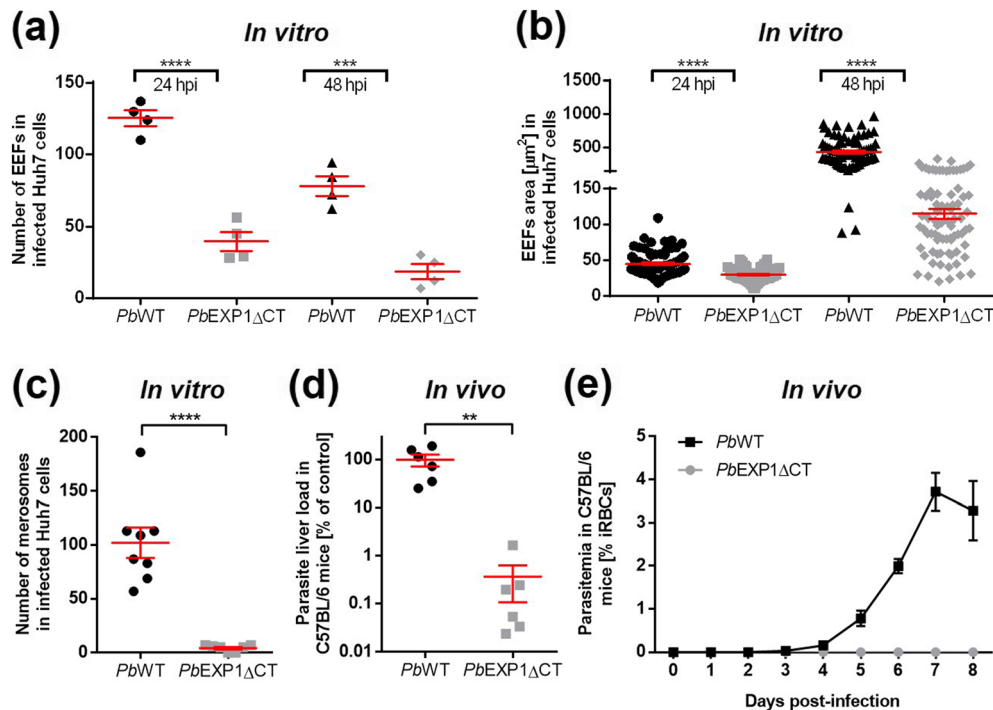 (a)
In vitro
****
24 hpi
***
48 hpi
Number of EEFs in
infected Huh7 cells
150
100
50
0
PbWT
PbEXP1ΔCT
PbWT
PbEXP1ΔCT
(b)
In vitro
****
24 hpi
****
48 hpi
EEFs area [µm²] in
infected Huh7 cells
1500
1000
500
150
100
50
0
PbWT
PbEXP1ΔCT
PbWT
PbEXP1ΔCT
(c)
In vitro
****
Number of merosomes
in infected Huh7 cells
200
150
100
50
0
PbWT
PbEXP1ΔCT
(d)
In vivo
**
Parasite liver load in
C57BL/6 mice [% of control]
100
10
1
0.1
0.01
PbWT
PbEXP1ΔCT
(e)
In vivo
PbWT
PbEXP1ΔCT
Parasitemia in C57BL/6
mice [% iRBCs]
5
4
3
2
1
0
0 1 2 3 4 5 6 7 8
Days post-infection